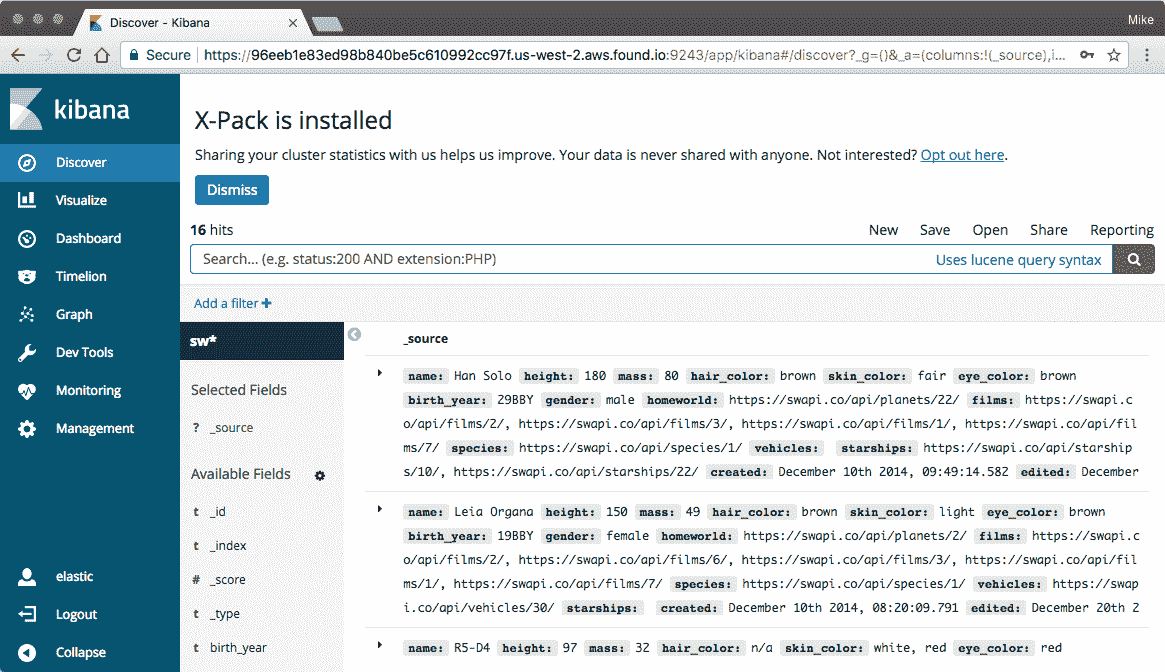 Discover - Kibana
Mike
Secure https://96eeb1e83ed98b840be5c610992cc97f.us-west-2.aws.found.io:9243/app/kibana#/discover?_g=()&_a=(columns:!(_source),i...
kibana
Discover
Visualize
Dashboard
Timelion
Graph
Dev Tools
Monitoring
Management
elastic
Logout
Collapse
X-Pack is installed
Sharing your cluster statistics with us helps us improve. Your data is never shared with anyone. Not interested? Opt out here.
Dismiss
16 hits
New Save Open Share Reporting
Search... (e.g. status:200 AND extension:PHP) Uses lucene query syntax
Add a filter +
sw*
Selected Fields
? _source
Available Fields
t _id
t _index
# _score
t _type
t birth_year
_source
name: Han Solo height: 180 mass: 80 hair_color: brown skin_color: fair eye_color: brown
birth_year: 29BBY gender: male homeworld: https://swapi.co/api/planets/22/ films: https://swapi.c
o/api/films/2/, https://swapi.co/api/films/3/, https://swapi.co/api/films/1/, https://swapi.co/api/fil
ms/7/ species: https://swapi.co/api/species/1/ vehicles: starships: https://swapi.co/api/starship
s/10/, https://swapi.co/api/starships/22/ created: December 10th 2014, 09:49:14.582 edited: December
name: Leia Organa height: 150 mass: 49 hair_color: brown skin_color: light eye_color: brown
birth_year: 19BBY gender: female homeworld: https://swapi.co/api/planets/2/ films: https://swapi.c
o/api/films/2/, https://swapi.co/api/films/6/, https://swapi.co/api/films/3/, https://swapi.co/api/fil
ms/1/, https://swapi.co/api/films/7/ species: https://swapi.co/api/species/1/ vehicles: https://swap
i.co/api/vehicles/30/ starships: created: December 10th 2014, 08:20:09.791 edited: December 20th 2
name: R5-D4 height: 97 mass: 32 hair_color: n/a skin_color: white, red eye_color: red